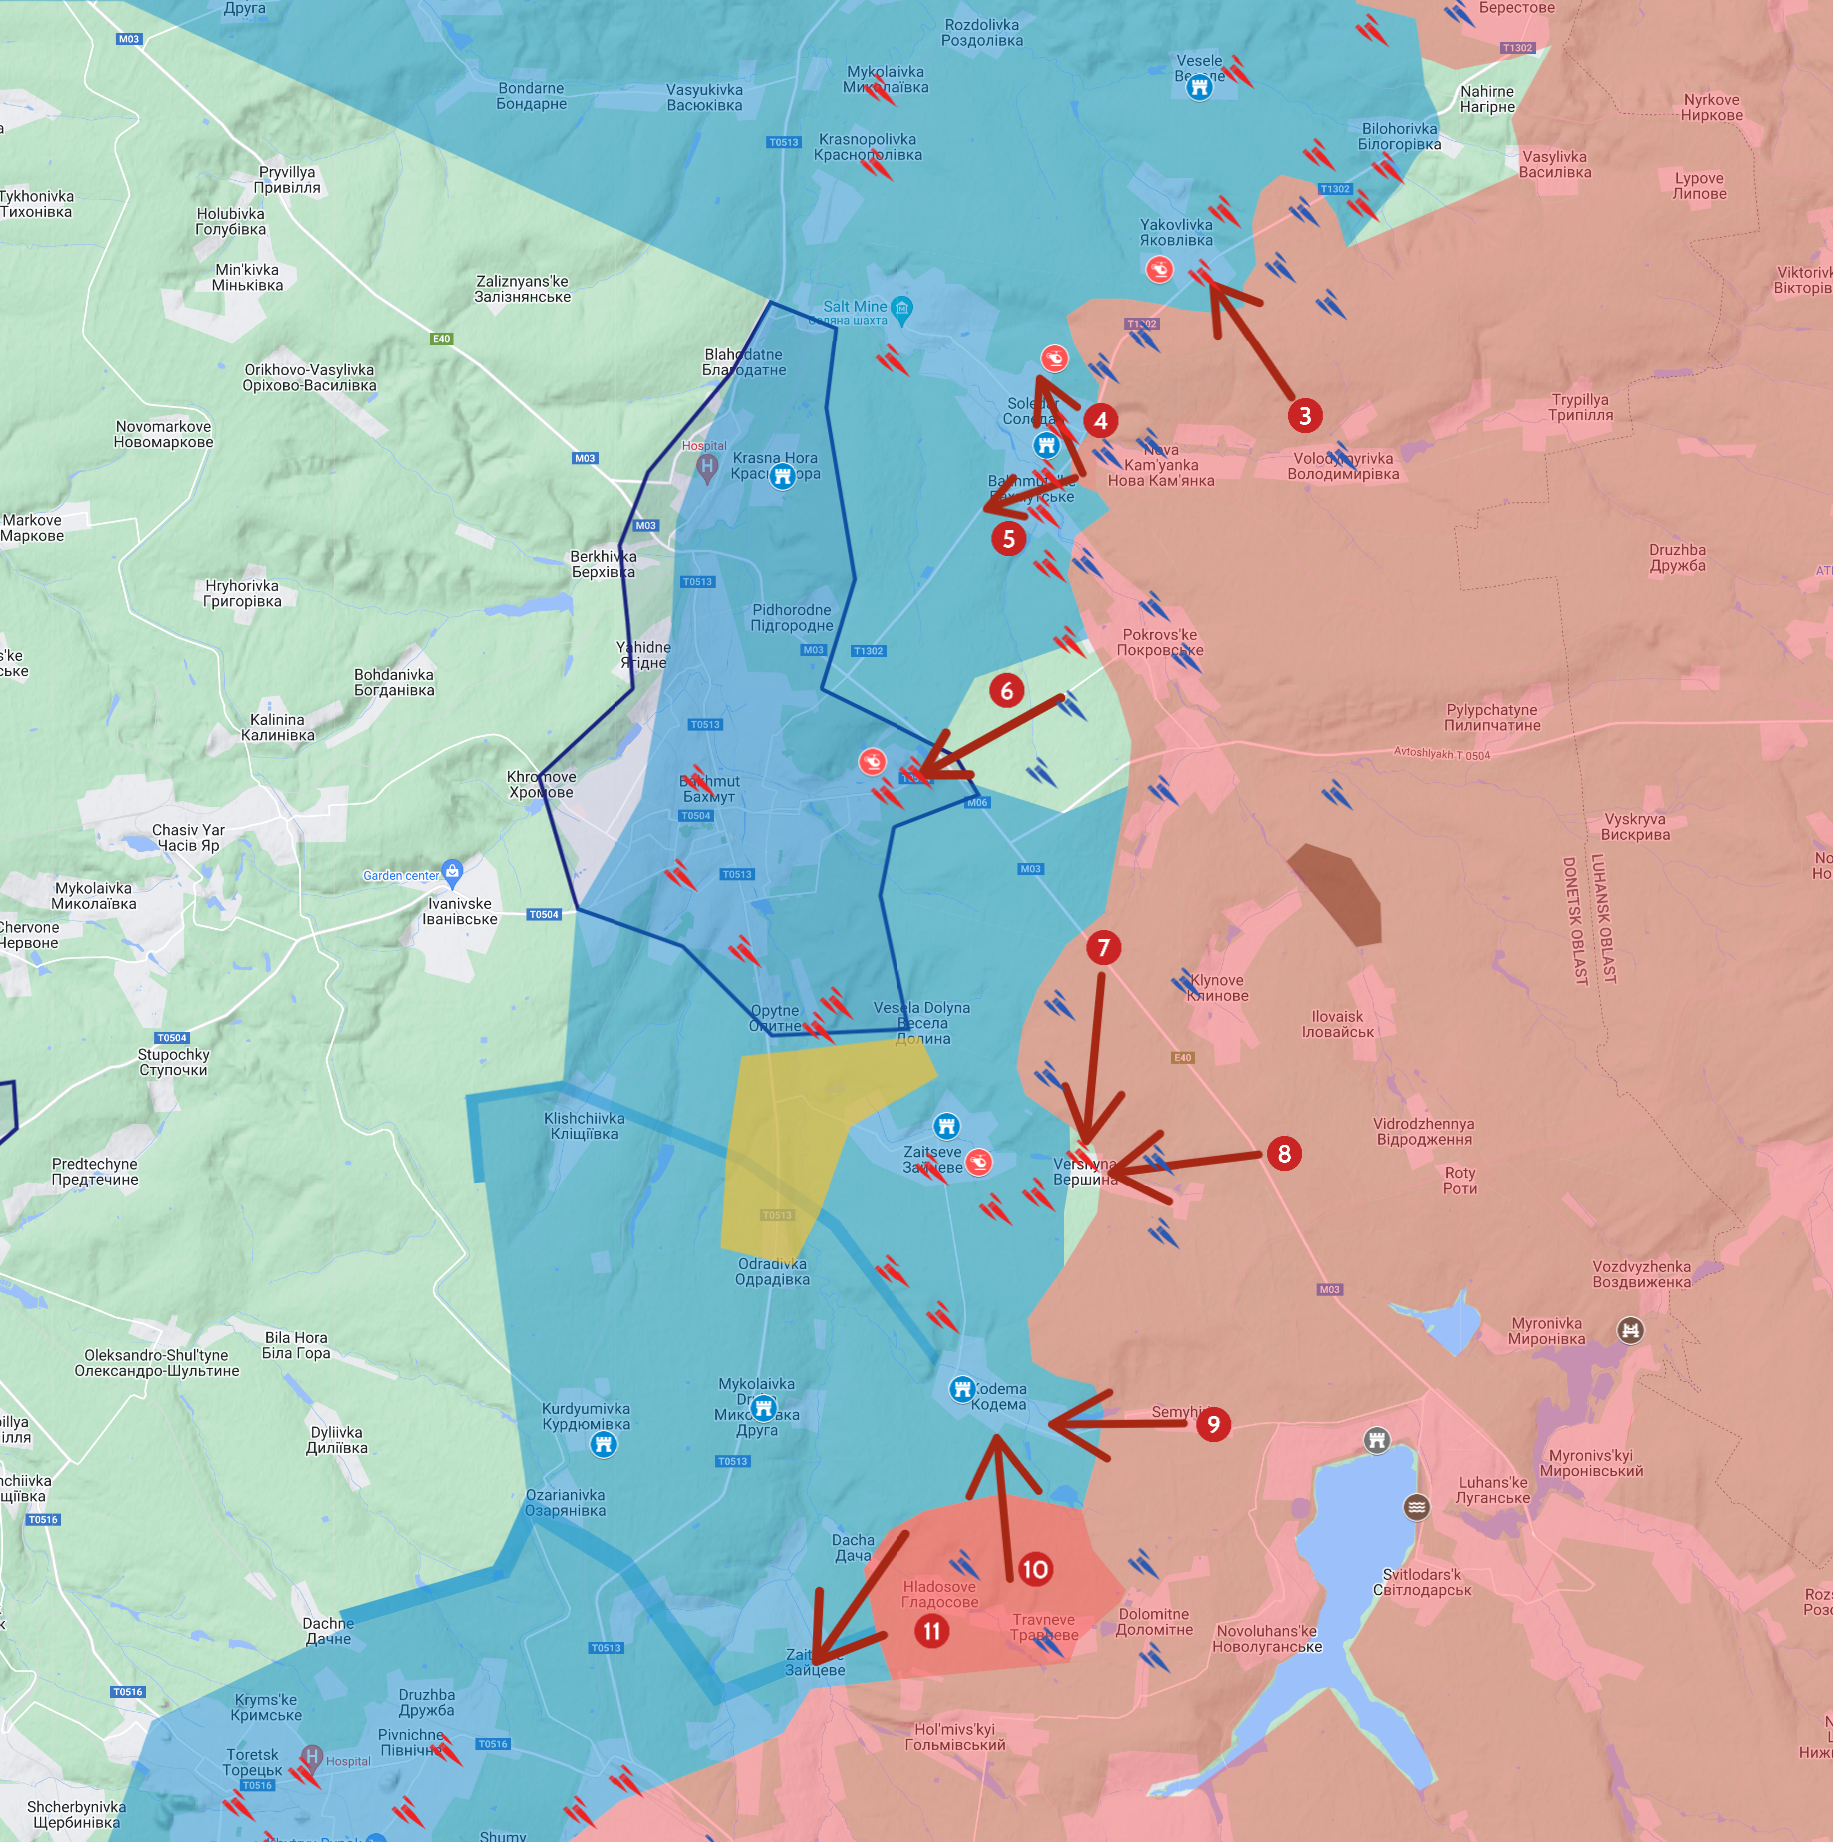 Друга
Берестове
M03
Rozdolivka
Роздолівка
T1302
Vesele
Mykolaivka
Миколаївка
Bondarne
Бондарне
Vasyukivka
Васюківка
Nahirne
Нагірне
Nyrkove
Ниркове
Bilohorivka
Білогорівка
Krasnopolivka
Краснополівка
T0513
Vasylivka
Василівка
Pryvillya
Привілля
Lypove
Липове
T1302
Tykhonivka
Тихонівка
Holubivka
Голубівка
Yakovlivka
Яковлівка
Min'kivka
Міньківка
Zaliznyans'ke
Залізнянське
Viktorivk
Вікторів
Salt Mine
Соляна шахта
T1302
E40
Blahodatne
Благодатне
Orikhovo-Vasylivka
Оріхово-Василівка
Trypillya
Трипілля
3
4
Novomarkove
Новомаркове
Hospital
H
Krasna Hora
M03
Kam'yanka
Нова Кам'янка
Володимирівка
Markove
Маркове
M03
5
Berkhivka
Берхівка
Druzhba
Дружба
T0513
Hryhorivka
Григорівка
Pidhorodne
Підгородне
Pokrovs'ke
Покровське
Yahidne
Ягідне
M03
T1302
s'ke
ське
Bohdanivka
Богданівка
6
Kalinina
Калинівка
T0513
Pylypchatyne
Пилипчатине
Avtoshlyakh T 0504
Khromove
Хромове
Bakhmut
Бахмут
M06
T0504
Chasiv Yar
Часів Яр
Vyskryva
Вискрива
M03
Garden center
T0513
Mykolaivka
Миколаївка
DONETSK OBLAST
LUHANSK OBLAST
Ivanivske
Іванівське
T0504
Chervone
Червоне
7
Klynove
Клинове
Opytne
Опитне
Vesela Dolyna
Весела
Долина
Ilovaisk
Іловайськ
T0504
Stupochky
Ступочки
E40
Klishchiivka
Кліщіївка
Vidrodzhennya
Відродження
Zaitseve
Зайцеве
Vershyna
Вершина
8
Predtechyne
Предтечине
Roty
Роти
T0513
Odradivka
Одрадівка
Vozdvyzhenka
Воздвиженка
M03
Bila Hora
Біла Гора
Myronivka
Миронівка
Oleksandro-Shul'tyne
Олександро-Шультине
Kodema
Кодема
Mykolaivka
Друга
Kurdyumivka
Курдюмівка
9
Dyliivka
Диліївка
T0513
Myronivs'kyi
Миронівський
Luhans'ke
Луганське
Ozarianivka
Озарянівка
T0516
Dacha
Дача
10
Svitlodars'k
Світлодарськ
Hladosove
Гладосове
Travneve
Травневе
Dolomitne
Доломітне
11
Dachne
Дачне
Novoluhans'ke
Новолуганське
T0513
Зайцеве
T0516
Kryms'ke
Кримське
Druzhba
Дружба
Hol'mivs'kyi
Гольмівський
Pivnichne
Північне
T0516
Toretsk
Торецьк
H
Hospital
T0516
Shcherbynivka
Щербинівка
Shumy